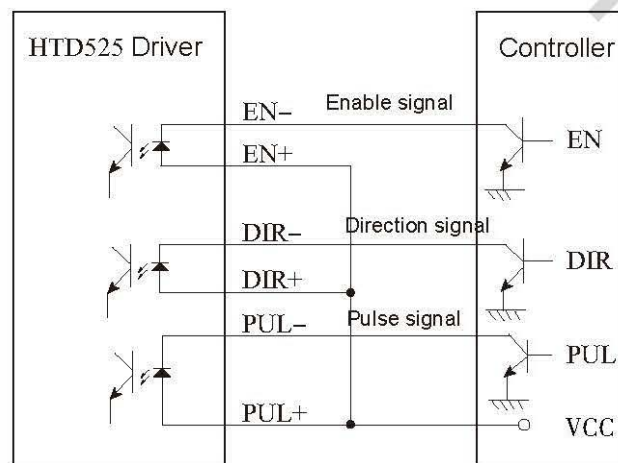 HTD525 Driver
Controller
EN-
Enable signal
EN
EN+
DIR-
Direction signal
DIR
DIR+
PUL-
Pulse signal
PUL
PUL+
VCC